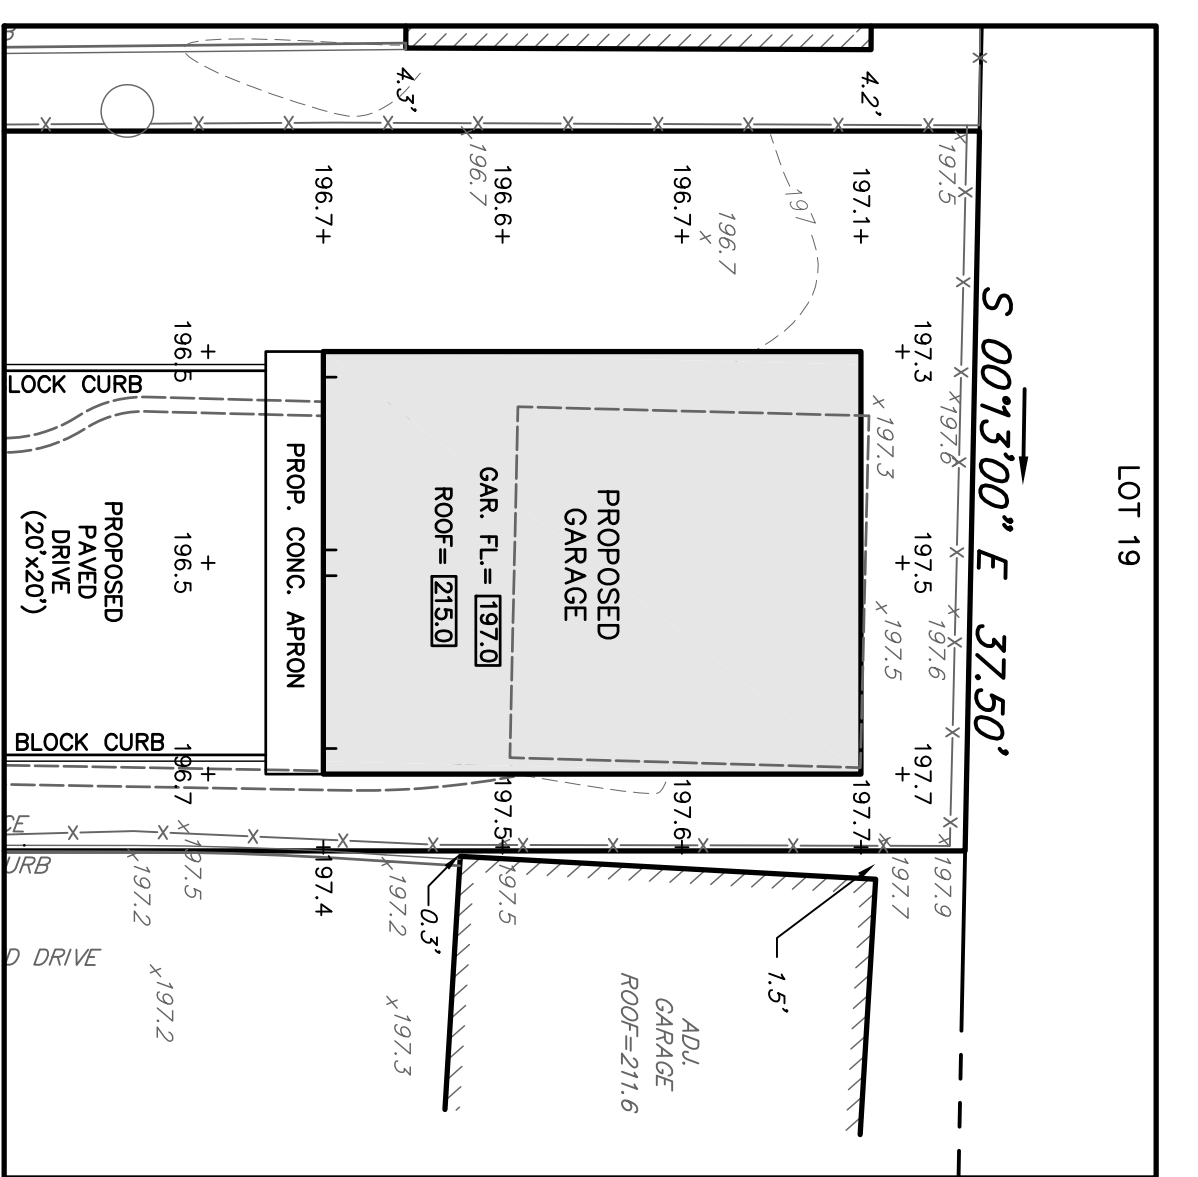 LOT 19
S 00°13'00" E 37.50'
4.3'
4.2'
197.5
196.7
196.7+
196.6+
196.7+
197.1+
197
196.7
197.3
197.6
197.3
197.5
197.5
197.6
197.7
196.5
196.5
196.7
LOCK CURB
BLOCK CURB
PROPOSED
PAVED
DRIVE
(20'x20')
PROP. CONC. APRON
PROPOSED
GARAGE
GAR. FL.= 197.0
ROOF= 215.0
197.5
197.6
197.7
197.4
CE
URB
D DRIVE
197.5
197.2
197.2
197.2
197.3
197.5
197.7
197.9
0.3'
1.5'
ADJ.
GARAGE
ROOF=211.6